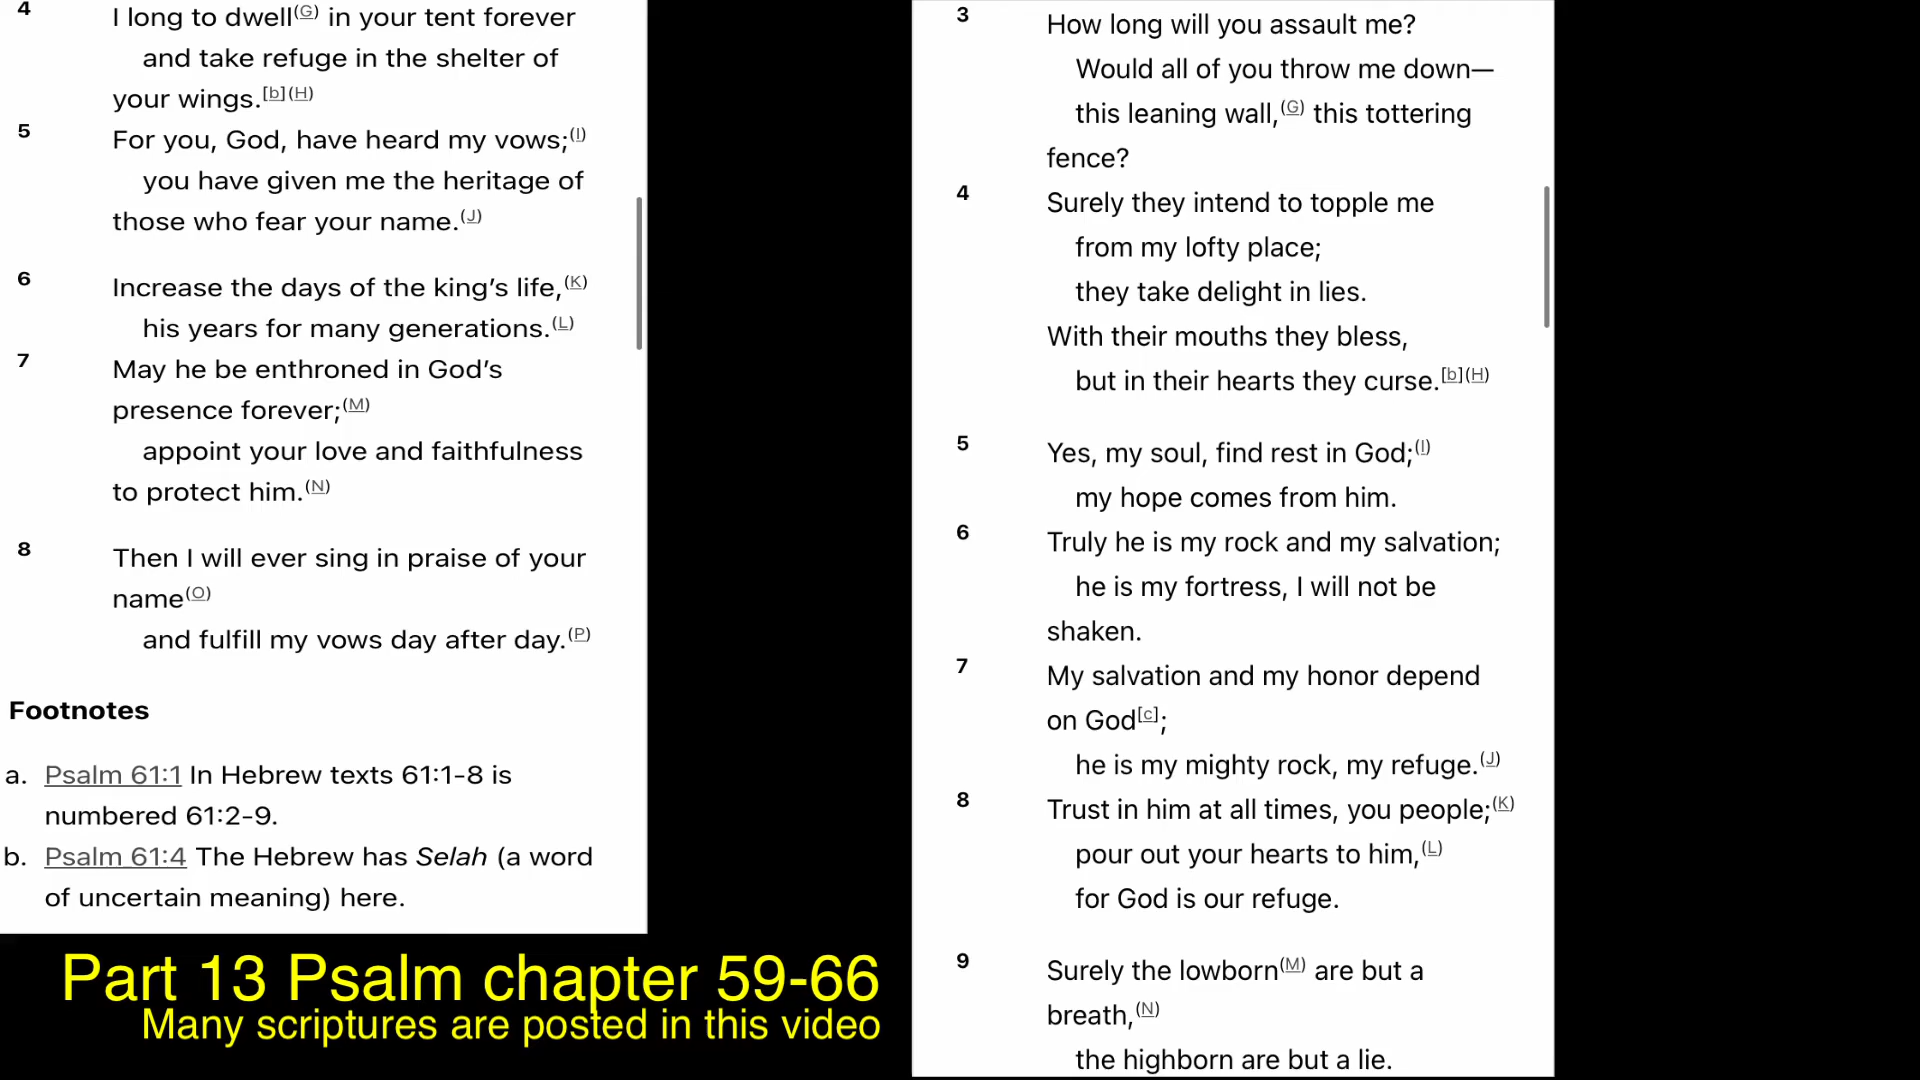 4 I long to dwell(G) in your tent forever
and take refuge in the shelter of
your wings.[b](H)
5 For you, God, have heard my vows;(I)
you have given me the heritage of
those who fear your name.(J)
6 Increase the days of the king’s life,(K)
his years for many generations.(L)
7 May he be enthroned in God’s
presence forever;(M)
appoint your love and faithfulness
to protect him.(N)
8 Then I will ever sing in praise of your
name(O)
and fulfill my vows day after day.(P)
Footnotes
a. Psalm 61:1 In Hebrew texts 61:1-8 is
numbered 61:2-9.
b. Psalm 61:4 The Hebrew has Selah (a word
of uncertain meaning) here.
Part 13 Psalm chapter 59-66
Many scriptures are posted in this video
3 How long will you assault me?
Would all of you throw me down—
this leaning wall,(G) this tottering
fence?
4 Surely they intend to topple me
from my lofty place;
they take delight in lies.
With their mouths they bless,
but in their hearts they curse.[b](H)
5 Yes, my soul, find rest in God;(I)
my hope comes from him.
6 Truly he is my rock and my salvation;
he is my fortress, I will not be
shaken.
7 My salvation and my honor depend
on God[c];
he is my mighty rock, my refuge.(J)
8 Trust in him at all times, you people;(K)
pour out your hearts to him,(L)
for God is our refuge.
9 Surely the lowborn(M) are but a
breath,(N)
the highborn are but a lie.